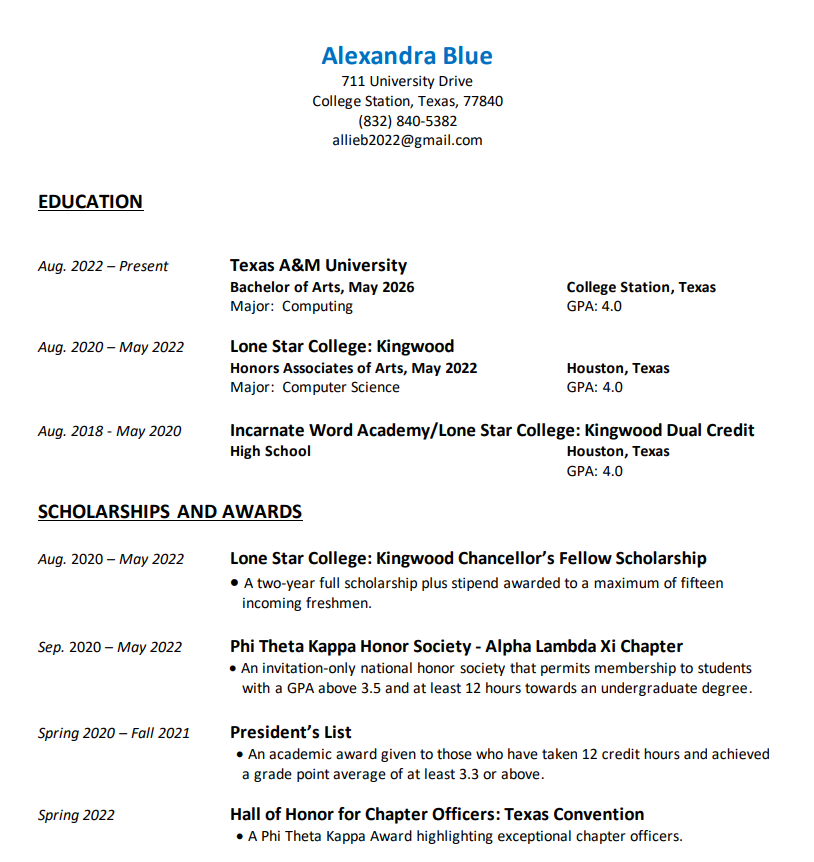 Alexandra Blue
711 University Drive
College Station, Texas, 77840
(832) 840-5382
allieb2022@gmail.com
EDUCATION
Aug. 2022 – Present Texas A&M University
Bachelor of Arts, May 2026 College Station, Texas
Major: Computing GPA: 4.0
Aug. 2020 – May 2022 Lone Star College: Kingwood
Honors Associates of Arts, May 2022 Houston, Texas
Major: Computer Science GPA: 4.0
Aug. 2018 - May 2020 Incarnate Word Academy/Lone Star College: Kingwood Dual Credit
High School Houston, Texas
GPA: 4.0
SCHOLARSHIPS AND AWARDS
Aug. 2020 – May 2022 Lone Star College: Kingwood Chancellor’s Fellow Scholarship
• A two-year full scholarship plus stipend awarded to a maximum of fifteen
incoming freshmen.
Sep. 2020 – May 2022 Phi Theta Kappa Honor Society - Alpha Lambda Xi Chapter
• An invitation-only national honor society that permits membership to students
with a GPA above 3.5 and at least 12 hours towards an undergraduate degree.
Spring 2020 – Fall 2021 President’s List
• An academic award given to those who have taken 12 credit hours and achieved
a grade point average of at least 3.3 or above.
Spring 2022 Hall of Honor for Chapter Officers: Texas Convention
• A Phi Theta Kappa Award highlighting exceptional chapter officers.